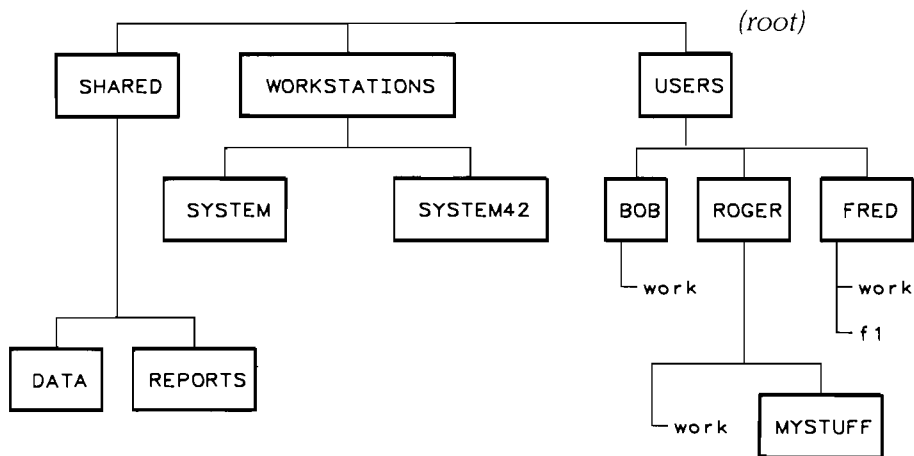 (root)
SHARED WORKSTATIONS USERS
SYSTEM SYSTEM42 BOB ROGER FRED
work work
f1
DATA REPORTS
work MYSTUFF